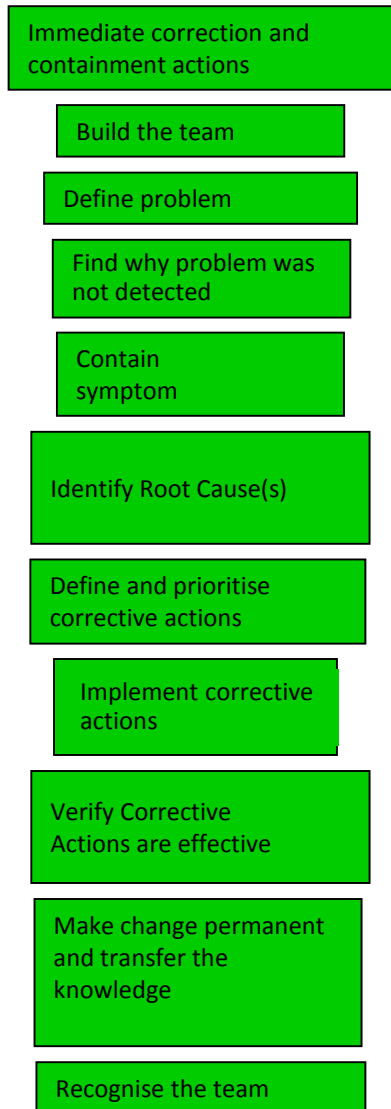 Immediate correction and
containment actions
Build the team
Define problem
Find why problem was
not detected
Contain
symptom
Identify Root Cause(s)
Define and prioritise
corrective actions
Implement corrective
actions
Verify Corrective
Actions are effective
Make change permanent
and transfer the
knowledge
Recognise the team